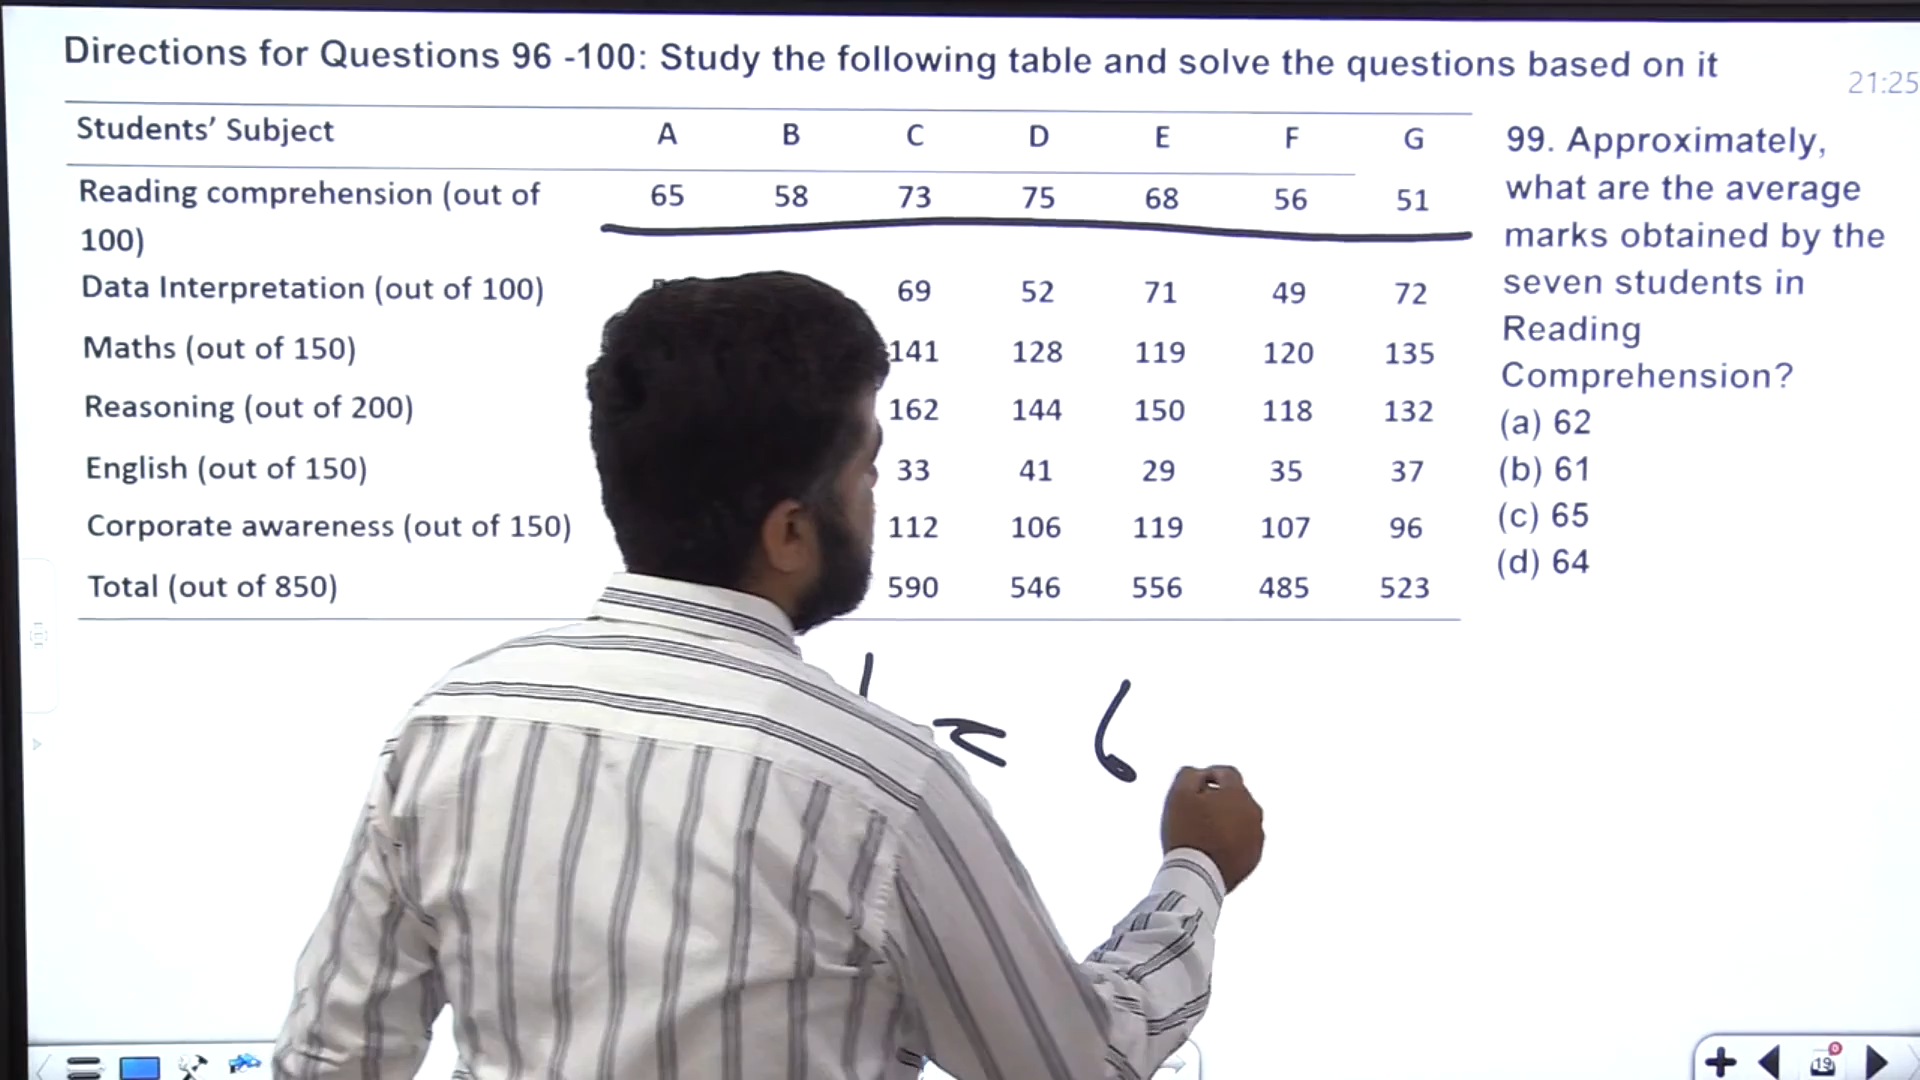 Directions for Questions 96 -100: Study the following table and solve the questions based on it
21:25
Students’ Subject A B C D E F G
Reading comprehension (out of 100) 65 58 73 75 68 56 51
Data Interpretation (out of 100) 69 52 71 49 72
Maths (out of 150) 141 128 119 120 135
Reasoning (out of 200) 162 144 150 118 132
English (out of 150) 33 41 29 35 37
Corporate awareness (out of 150) 112 106 119 107 96
Total (out of 850) 590 546 556 485 523
99. Approximately,
what are the average
marks obtained by the
seven students in
Reading
Comprehension?
(a) 62
(b) 61
(c) 65
(d) 64
= 6
19
0